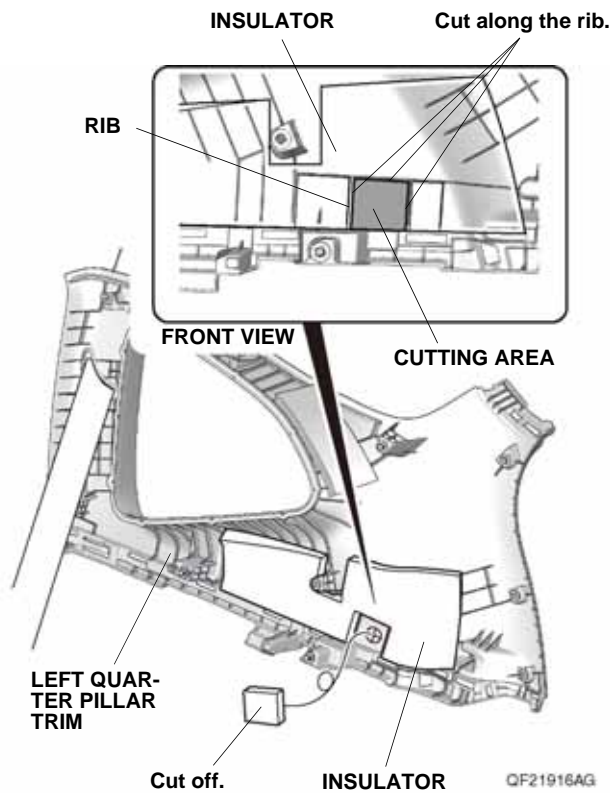 INSULATOR
Cut along the rib.
RIB
FRONT VIEW
CUTTING AREA
LEFT QUAR-
TER PILLAR
TRIM
Cut off.
INSULATOR
QF21916AG